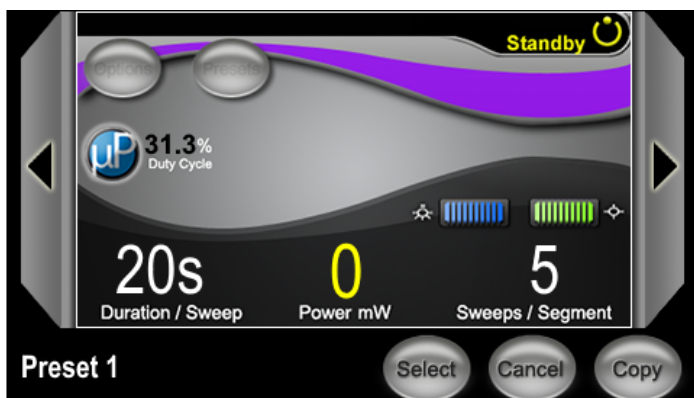 Standby
Options Presets
µP 31.3%
Duty Cycle
20s 0 5
Duration / Sweep Power mW Sweeps / Segment
Preset 1 Select Cancel Copy